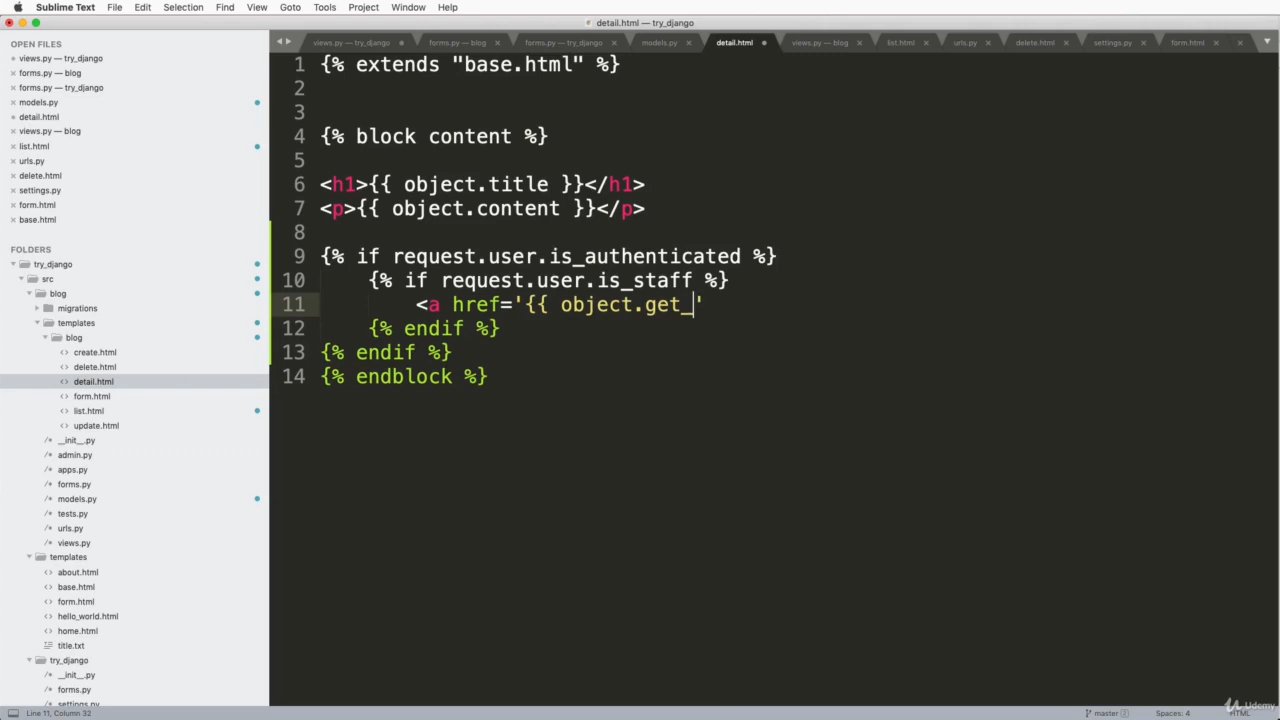 Sublime Text File Edit Selection Find View Goto Tools Project Window Help
detail.html — try_django
OPEN FILES
views.py — try_django
forms.py — blog
forms.py — try_django
models.py
detail.html
views.py — blog
list.html
urls.py
delete.html
settings.py
form.html
base.html
FOLDERS
try_django
src
blog
migrations
templates
blog
create.html
delete.html
detail.html
form.html
list.html
update.html
__init__.py
admin.py
apps.py
forms.py
models.py
tests.py
urls.py
views.py
templates
about.html
base.html
form.html
hello_world.html
home.html
title.txt
try_django
__init__.py
forms.py
settings.py
views.py — try_django forms.py — blog forms.py — try_django models.py detail.html views.py — blog list.html urls.py delete.html settings.py form.html
1 {% extends "base.html" %}
2
3
4 {% block content %}
5
6 <h1>{{ object.title }}</h1>
7 <p>{{ object.content }}</p>
8
9 {% if request.user.is_authenticated %}
10 {% if request.user.is_staff %}
11 <a href='{{ object.get_'
12 {% endif %}
13 {% endif %}
14 {% endblock %}
Line 11, Column 32 master 2 Spaces: 4 HTML
Udemy